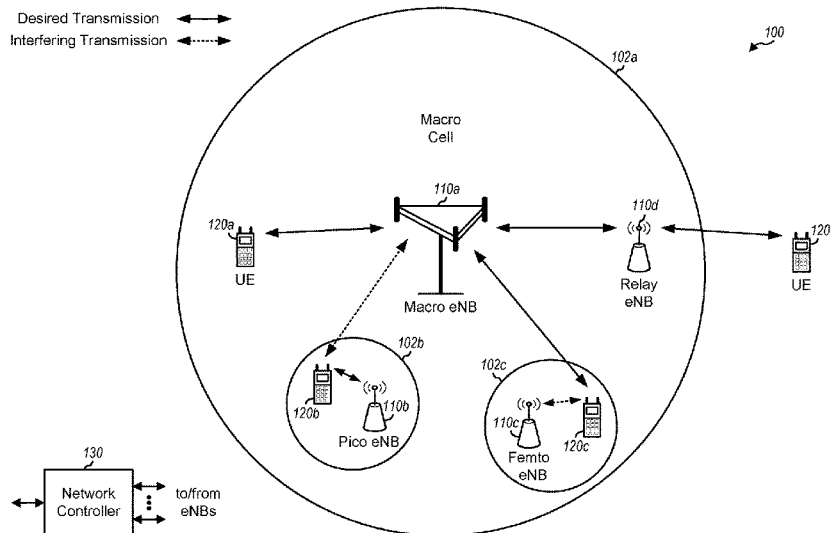 Desired Transmission
Interfering Transmission
100
102a
Macro
Cell
110a
120a
110d
120
UE
Relay
eNB
UE
Macro eNB
102b
102c
120b
110b
Pico eNB
110c
120c
Femto
eNB
130
Network
Controller
to/from
eNBs